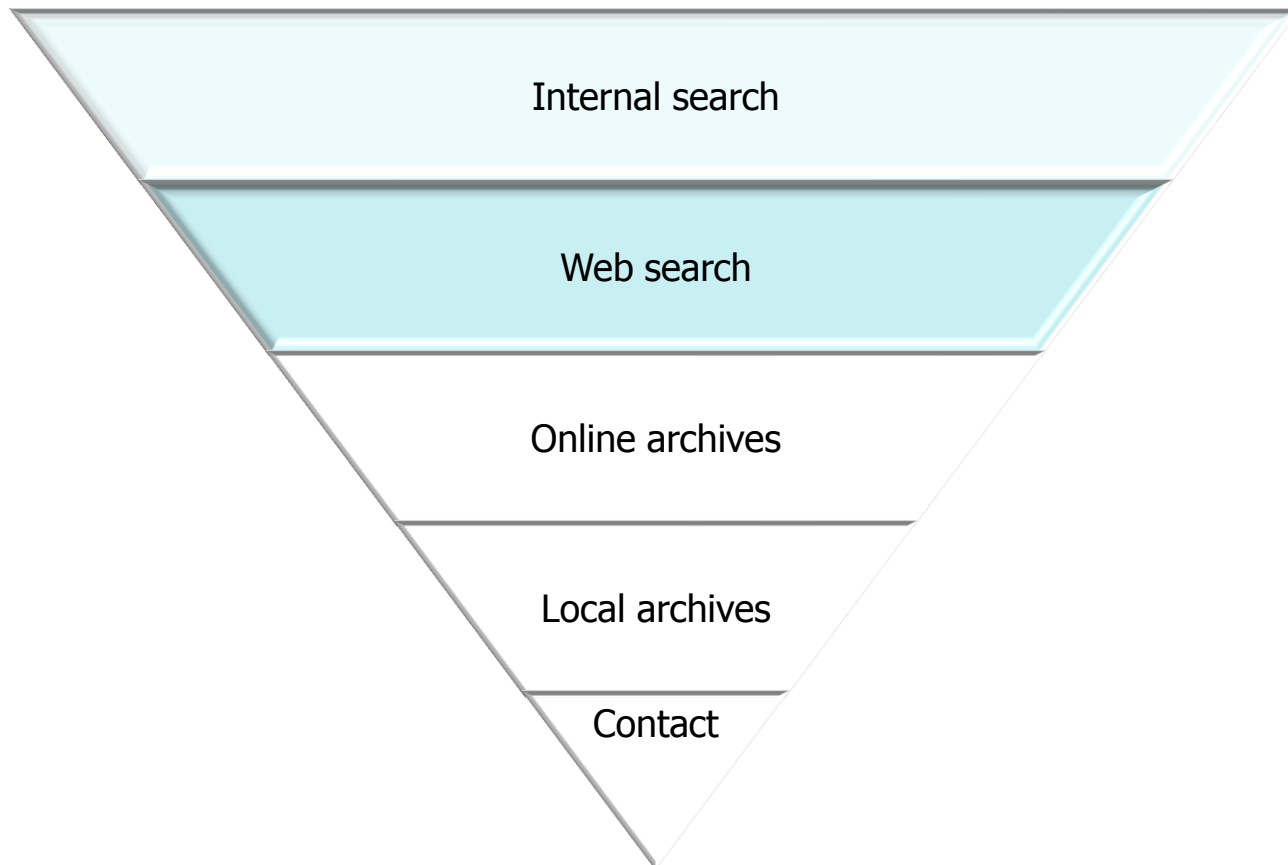 Internal search
Web search
Online archives
Local archives
Contact